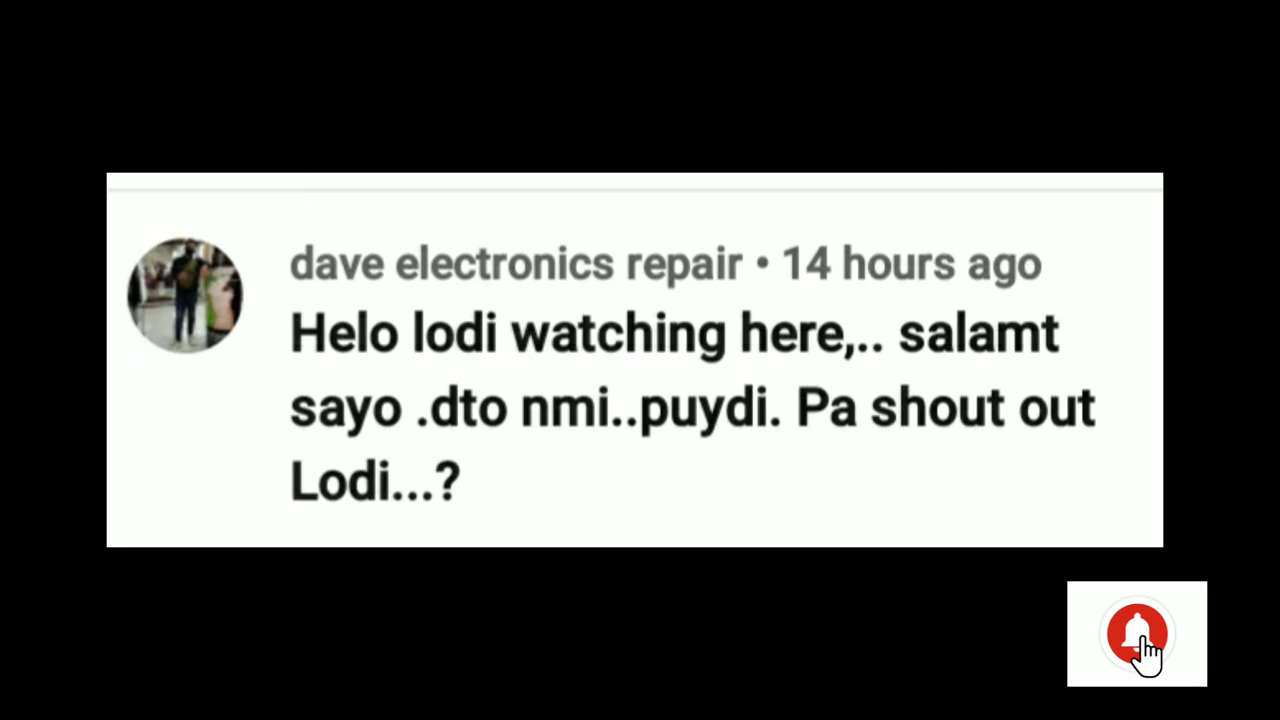 dave electronics repair • 14 hours ago
Helo lodi watching here,.. salamt
sayo .dto nmi..puydi. Pa shout out
Lodi...?